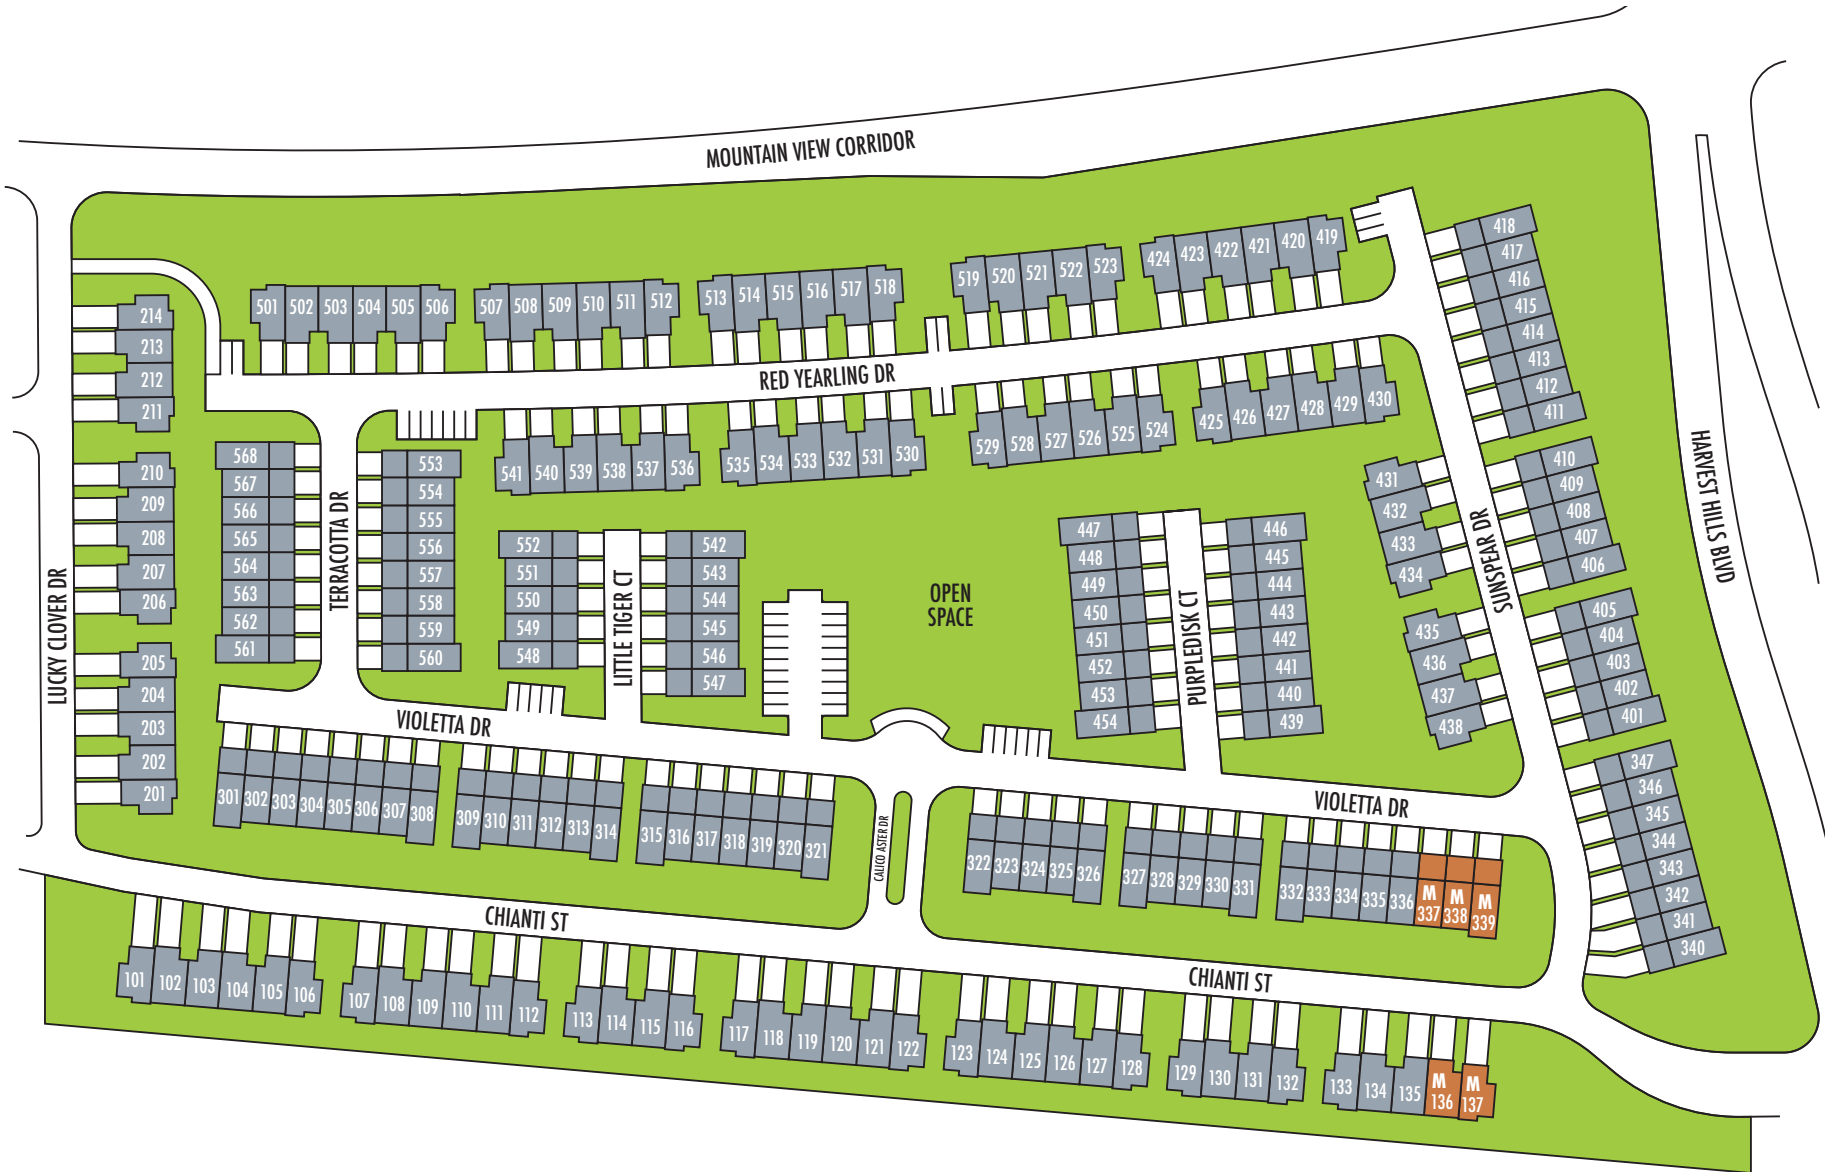 MOUNTAIN VIEW CORRIDOR
HARVEST HILLS BLVD
LUCKY CLOVER DR
214
213
212
211
210
209
208
207
206
205
204
203
202
201
501 502 503 504 505 506
507 508 509 510 511 512
513 514 515 516 517 518
519 520 521 522 523
424 423 422 421 420 419
RED YEARLING DR
541 540 539 538 537 536
535 534 533 532 531 530
529 528 527 526 525 524
425 426 427 428 429 430
418
417
416
415
414
413
412
411
410
409
408
407
406
405
404
403
402
401
347
346
345
344
343
342
341
340
SUNSPEAR DR
431
432
433
434
435
436
437
438
568
567
566
565
564
563
562
561
TERRACOTTA DR
553
554
555
556
557
558
559
560
552
551
550
549
548
LITTLE TIGER CT
542
543
544
545
546
547
OPEN
SPACE
447
448
449
450
451
452
453
454
PURPLEDISK CT
446
445
444
443
442
441
440
439
VIOLETTA DR
VIOLETTA DR
301 302 303 304 305 306 307 308
309 310 311 312 313 314
315 316 317 318 319 320 321
CALICO ASTER DR
322 323 324 325 326
327 328 329 330 331
332 333 334 335 336
M
337
M
338
M
339
CHIANTI ST
CHIANTI ST
101 102 103 104 105 106
107 108 109 110 111 112
113 114 115 116
117 118 119 120 121 122
123 124 125 126 127 128
129 130 131 132
133 134 135
M
136
M
137